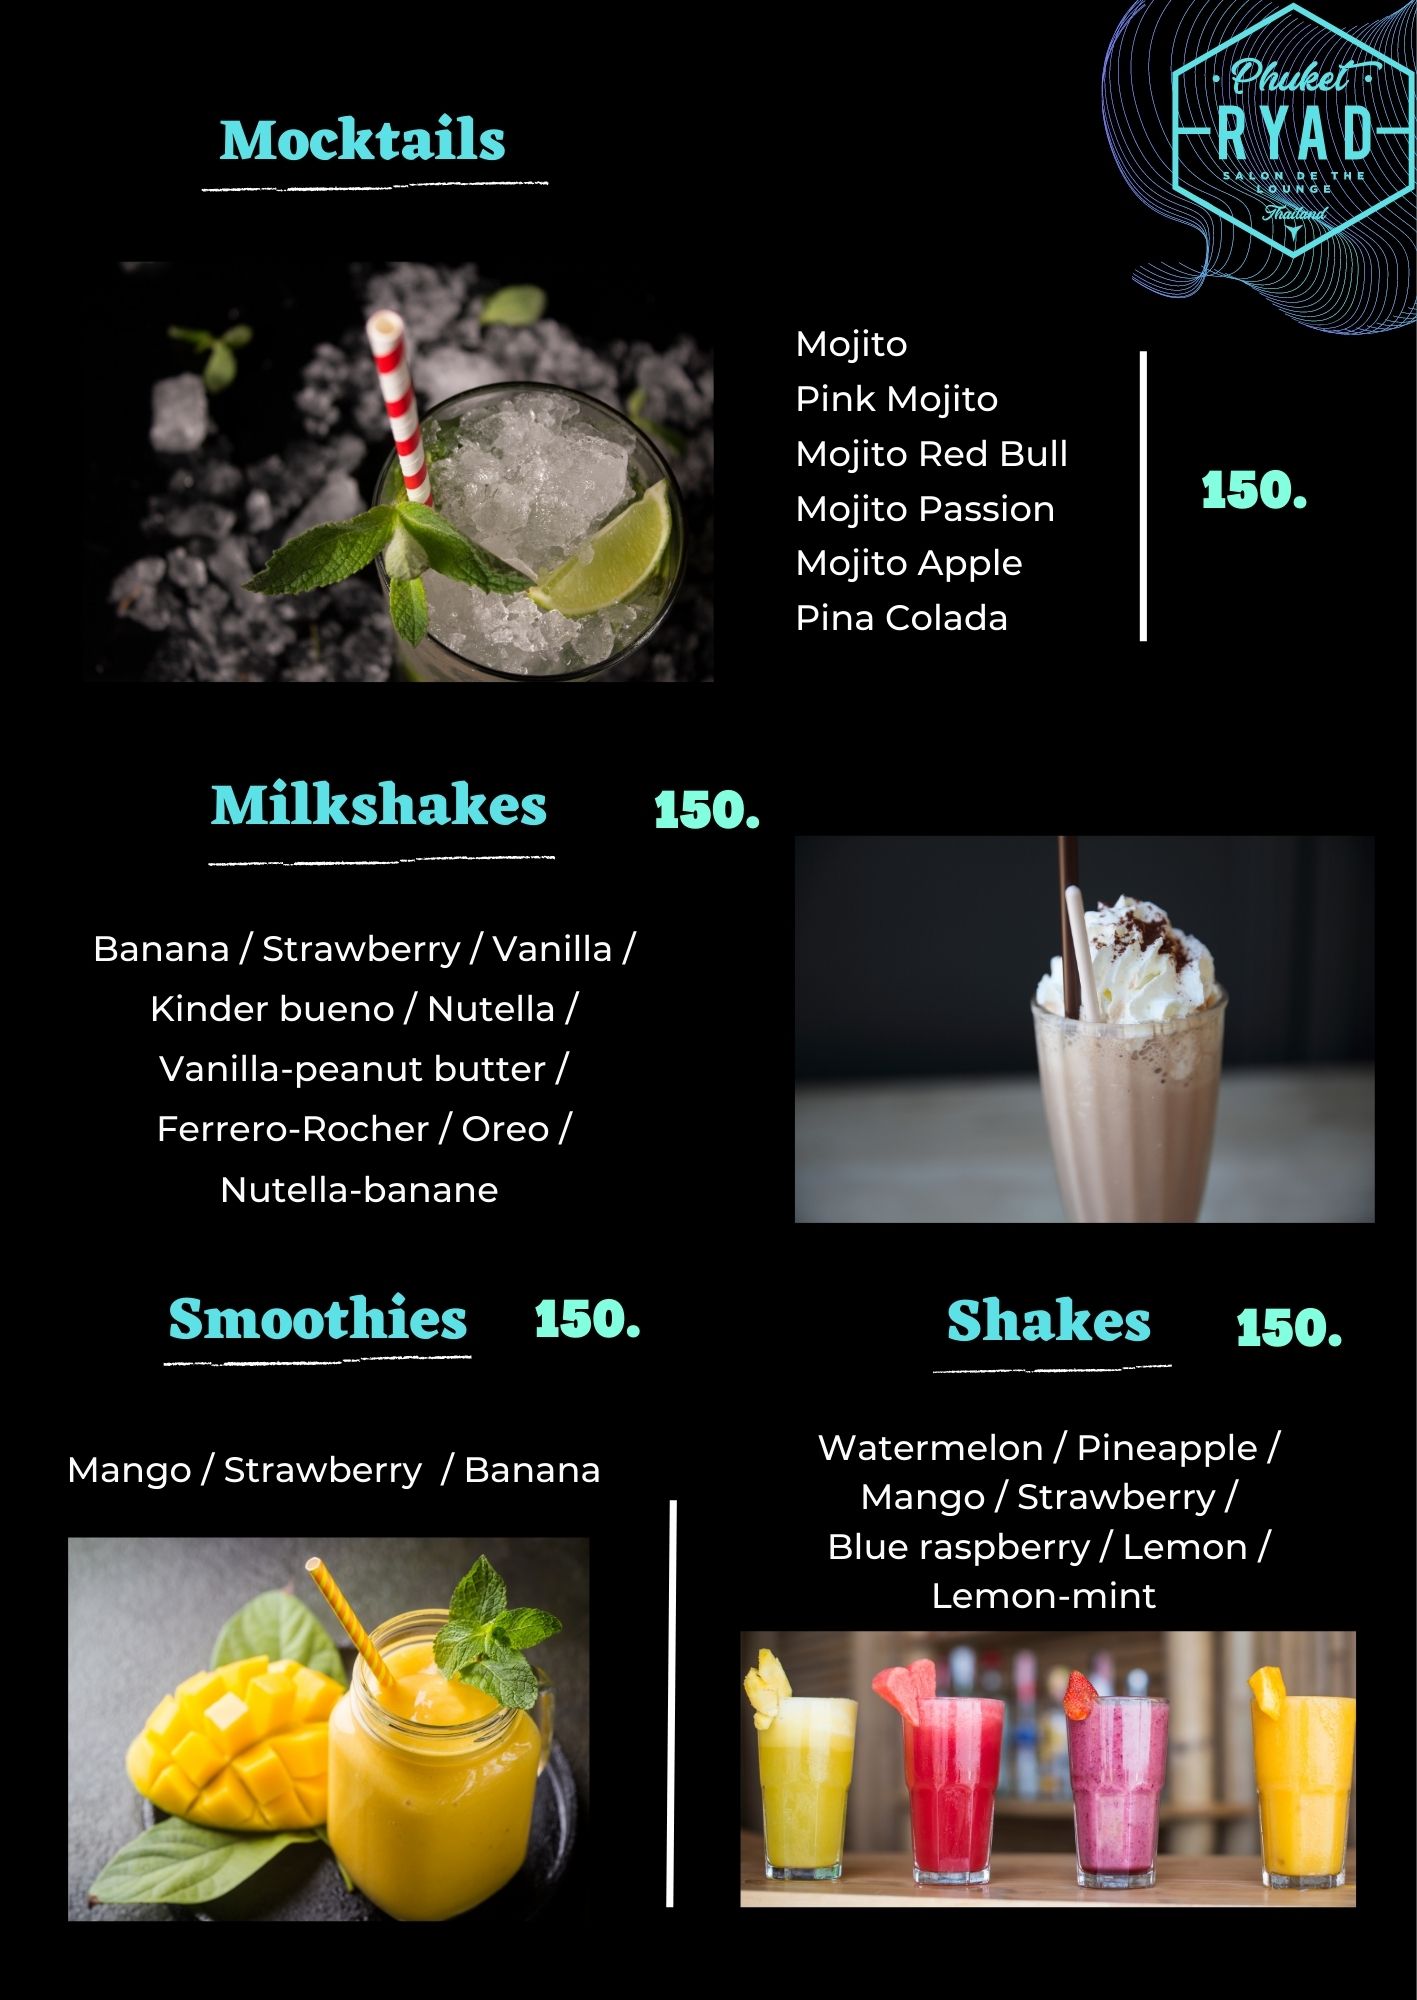 Phuket
RYAD
SALON DE THE
LOUNGE
Thailand
Mocktails
Mojito
Pink Mojito
Mojito Red Bull
Mojito Passion
Mojito Apple
Pina Colada
150.
Milkshakes
150.
Banana / Strawberry / Vanilla /
Kinder bueno / Nutella /
Vanilla-peanut butter /
Ferrero-Rocher / Oreo /
Nutella-banane
Smoothies
150.
Mango / Strawberry  / Banana
Shakes
150.
Watermelon / Pineapple /
Mango / Strawberry /
Blue raspberry / Lemon /
Lemon-mint